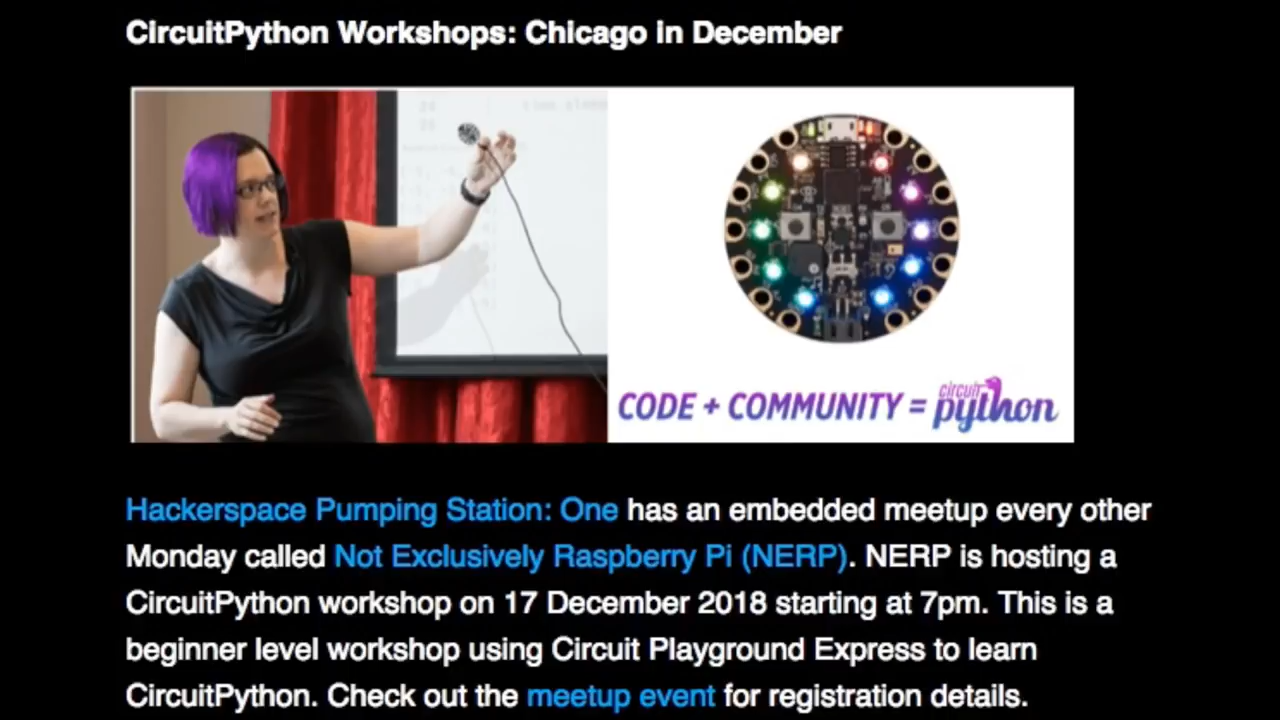 CircuitPython Workshops: Chicago in December
CODE + COMMUNITY = circuit python
Hackerspace Pumping Station: One has an embedded meetup every other
Monday called Not Exclusively Raspberry Pi (NERP). NERP is hosting a
CircuitPython workshop on 17 December 2018 starting at 7pm. This is a
beginner level workshop using Circuit Playground Express to learn
CircuitPython. Check out the meetup event for registration details.